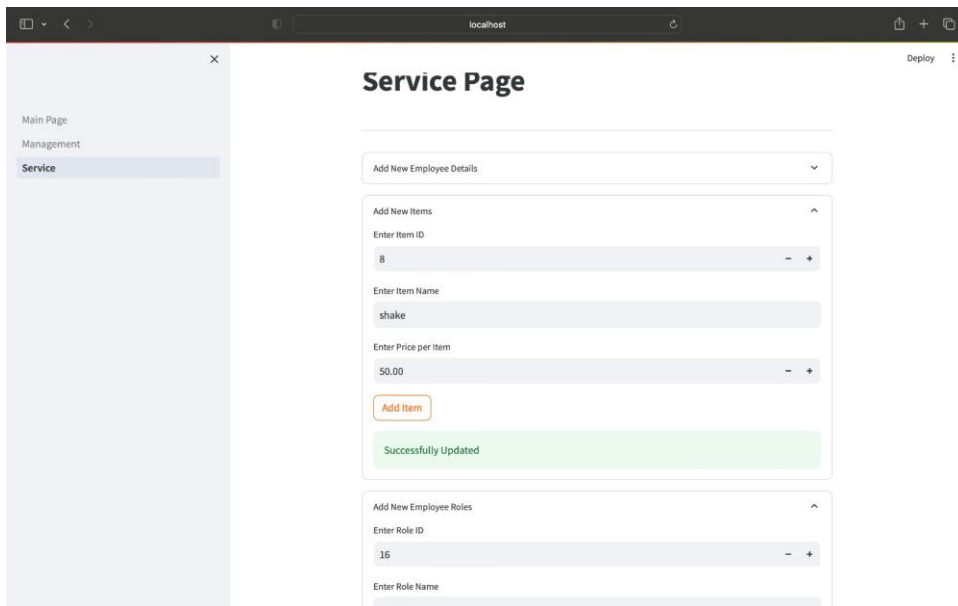 localhost
Deploy
Service Page
Main Page
Management
Service
Add New Employee Details
Add New Items
Enter Item ID
8
Enter Item Name
shake
Enter Price per Item
50.00
Add Item
Successfully Updated
Add New Employee Roles
Enter Role ID
16
Enter Role Name